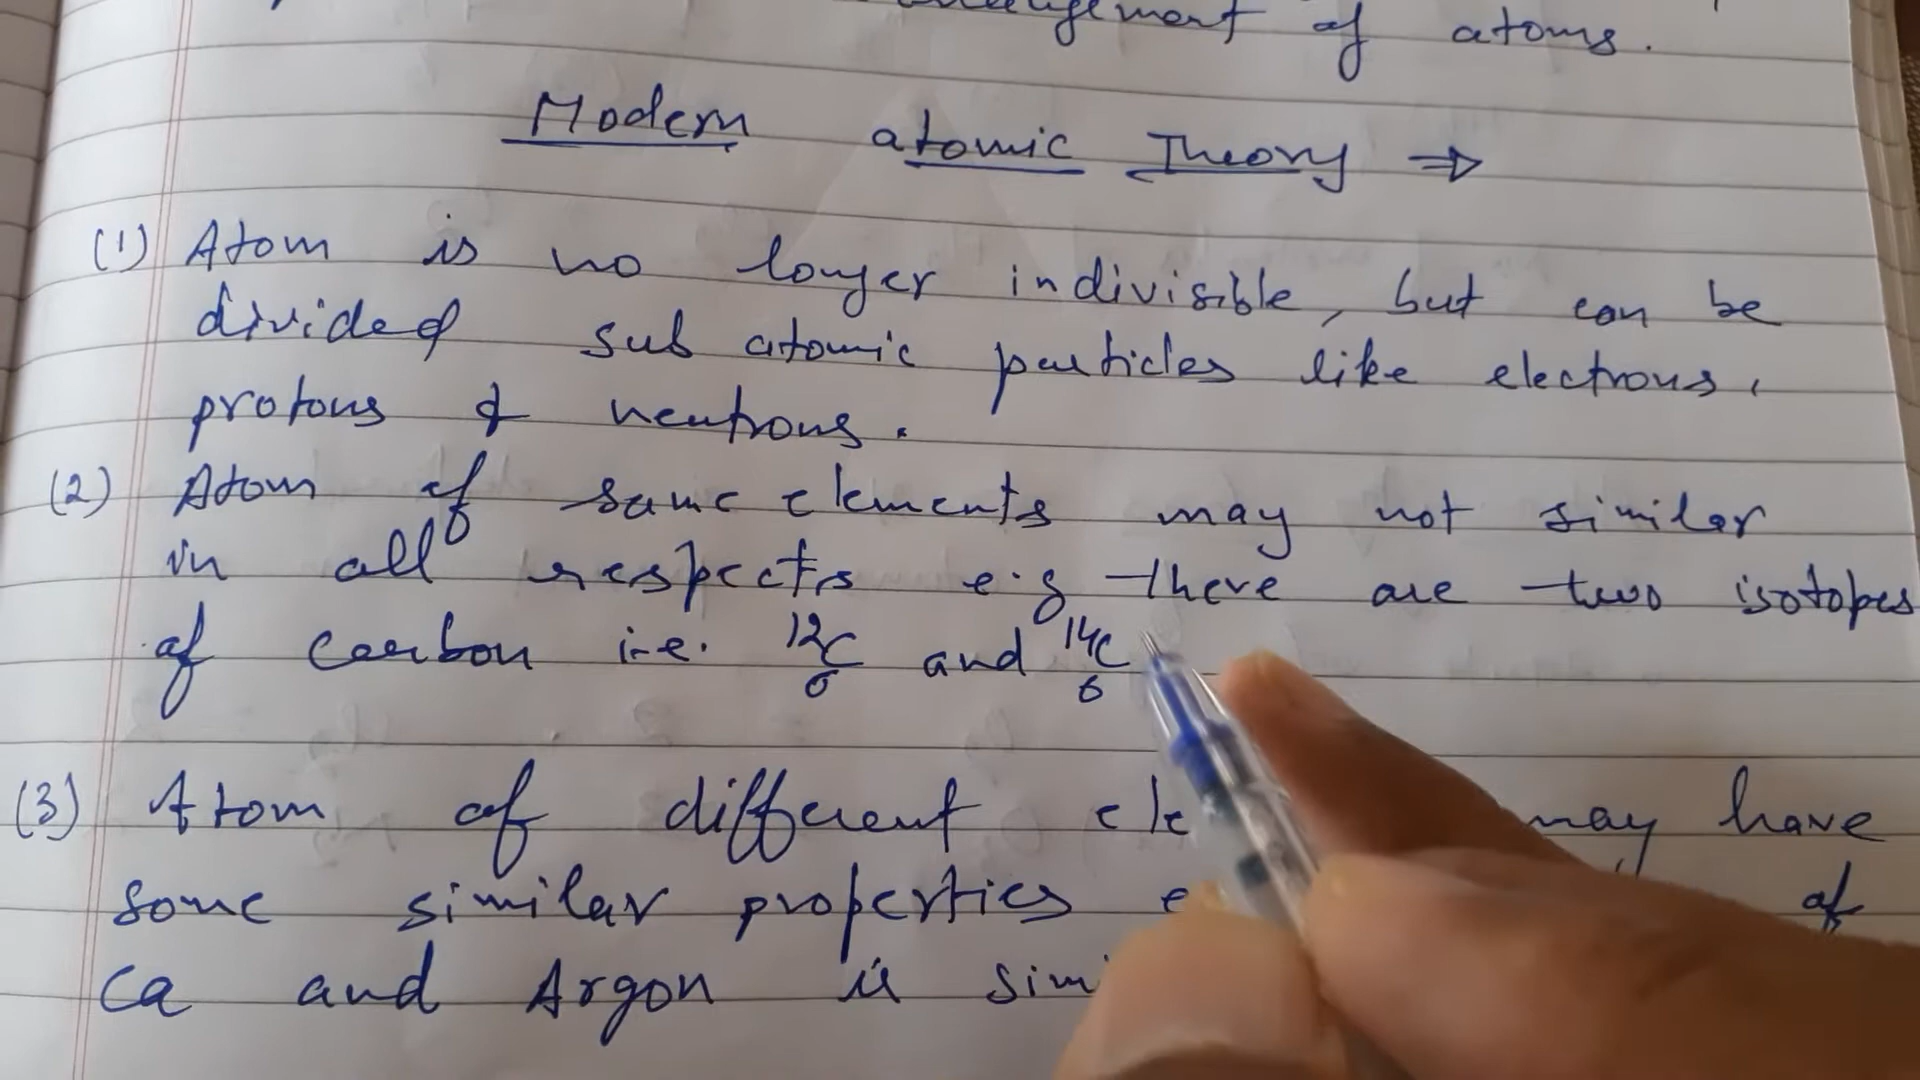 of atoms.
Modern atomic Theory ⇒
(1) Atom is no longer indivisible, but can be
divided sub atomic particles like electrons,
protons & neutrons.
(2) Atom of same elements may not similar
in all respects e.g there are two isotopes
of carbon i.e. ¹²C₆ and ¹⁴C₆
(3) Atom of different may have
some similar properties of
Ca and Argon is